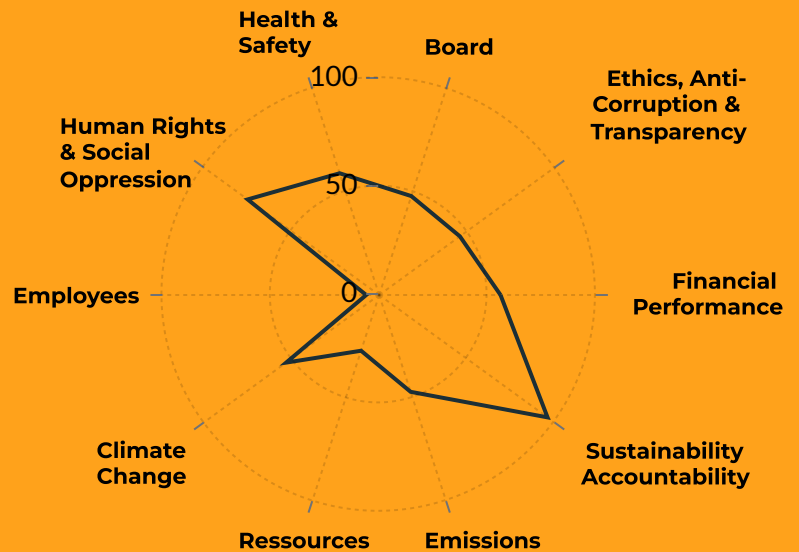 Health &
Safety
Board
100
Ethics, Anti-
Corruption &
Transparency
Human Rights
& Social
Oppression
50
Employees
0
Financial
Performance
Climate
Change
Sustainability
Accountability
Ressources
Emissions